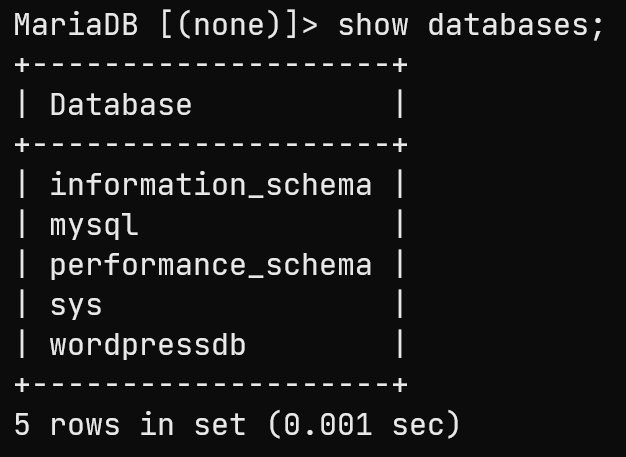 MariaDB [(none)]> show databases;
+--------------------+
| Database           |
+--------------------+
| information_schema |
| mysql              |
| performance_schema |
| sys                |
| wordpressdb        |
+--------------------+
5 rows in set (0.001 sec)